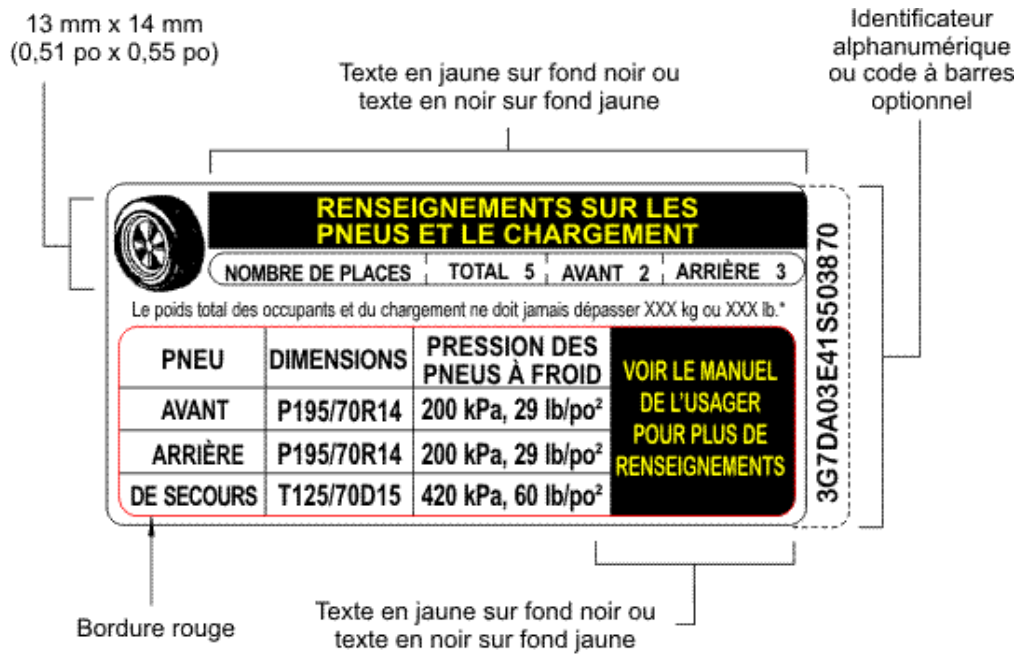 13 mm x 14 mm
(0,51 po x 0,55 po)
Texte en jaune sur fond noir ou
texte en noir sur fond jaune
Identificateur
alphanumérique
ou code à barres
optionnel
RENSEIGNEMENTS SUR LES
PNEUS ET LE CHARGEMENT
NOMBRE DE PLACES TOTAL 5 AVANT 2 ARRIÈRE 3
Le poids total des occupants et du chargement ne doit jamais dépasser XXX kg ou XXX lb.*
PNEU DIMENSIONS PRESSION DES
PNEUS À FROID
AVANT P195/70R14 200 kPa, 29 lb/po²
ARRIÈRE P195/70R14 200 kPa, 29 lb/po²
DE SECOURS T125/70D15 420 kPa, 60 lb/po²
VOIR LE MANUEL
DE L'USAGER
POUR PLUS DE
RENSEIGNEMENTS
3G7DA03E41S503870
Bordure rouge
Texte en jaune sur fond noir ou
texte en noir sur fond jaune